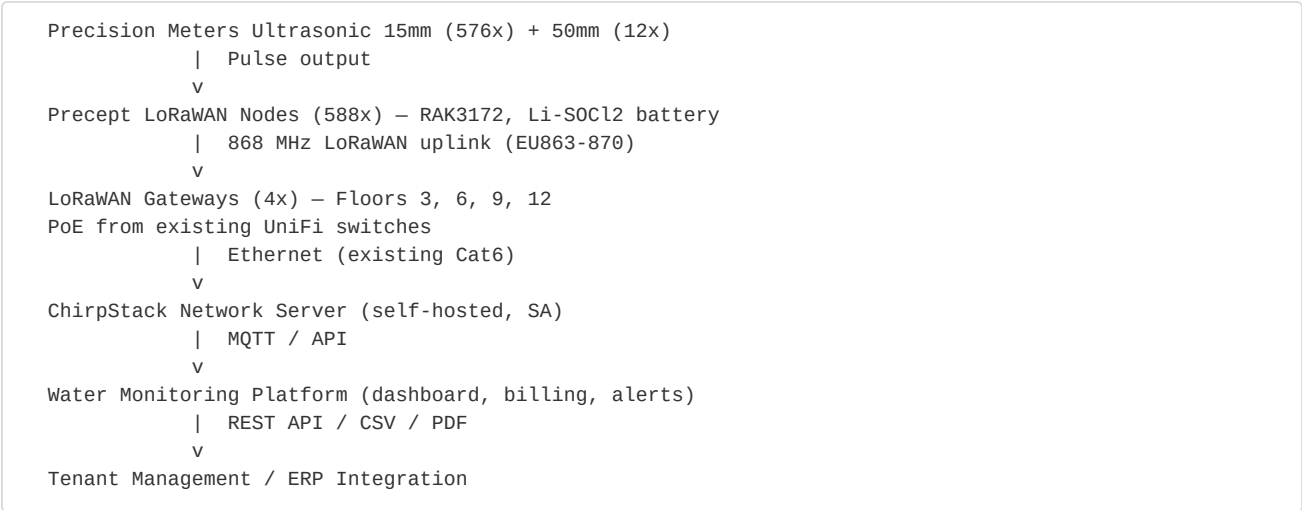 Precision Meters Ultrasonic 15mm (576x) + 50mm (12x)
| Pulse output
v
Precept LoRaWAN Nodes (588x) — RAK3172, Li-SOCl2 battery
| 868 MHz LoRaWAN uplink (EU863-870)
v
LoRaWAN Gateways (4x) — Floors 3, 6, 9, 12
PoE from existing UniFi switches
| Ethernet (existing Cat6)
v
ChirpStack Network Server (self-hosted, SA)
| MQTT / API
v
Water Monitoring Platform (dashboard, billing, alerts)
| REST API / CSV / PDF
v
Tenant Management / ERP Integration